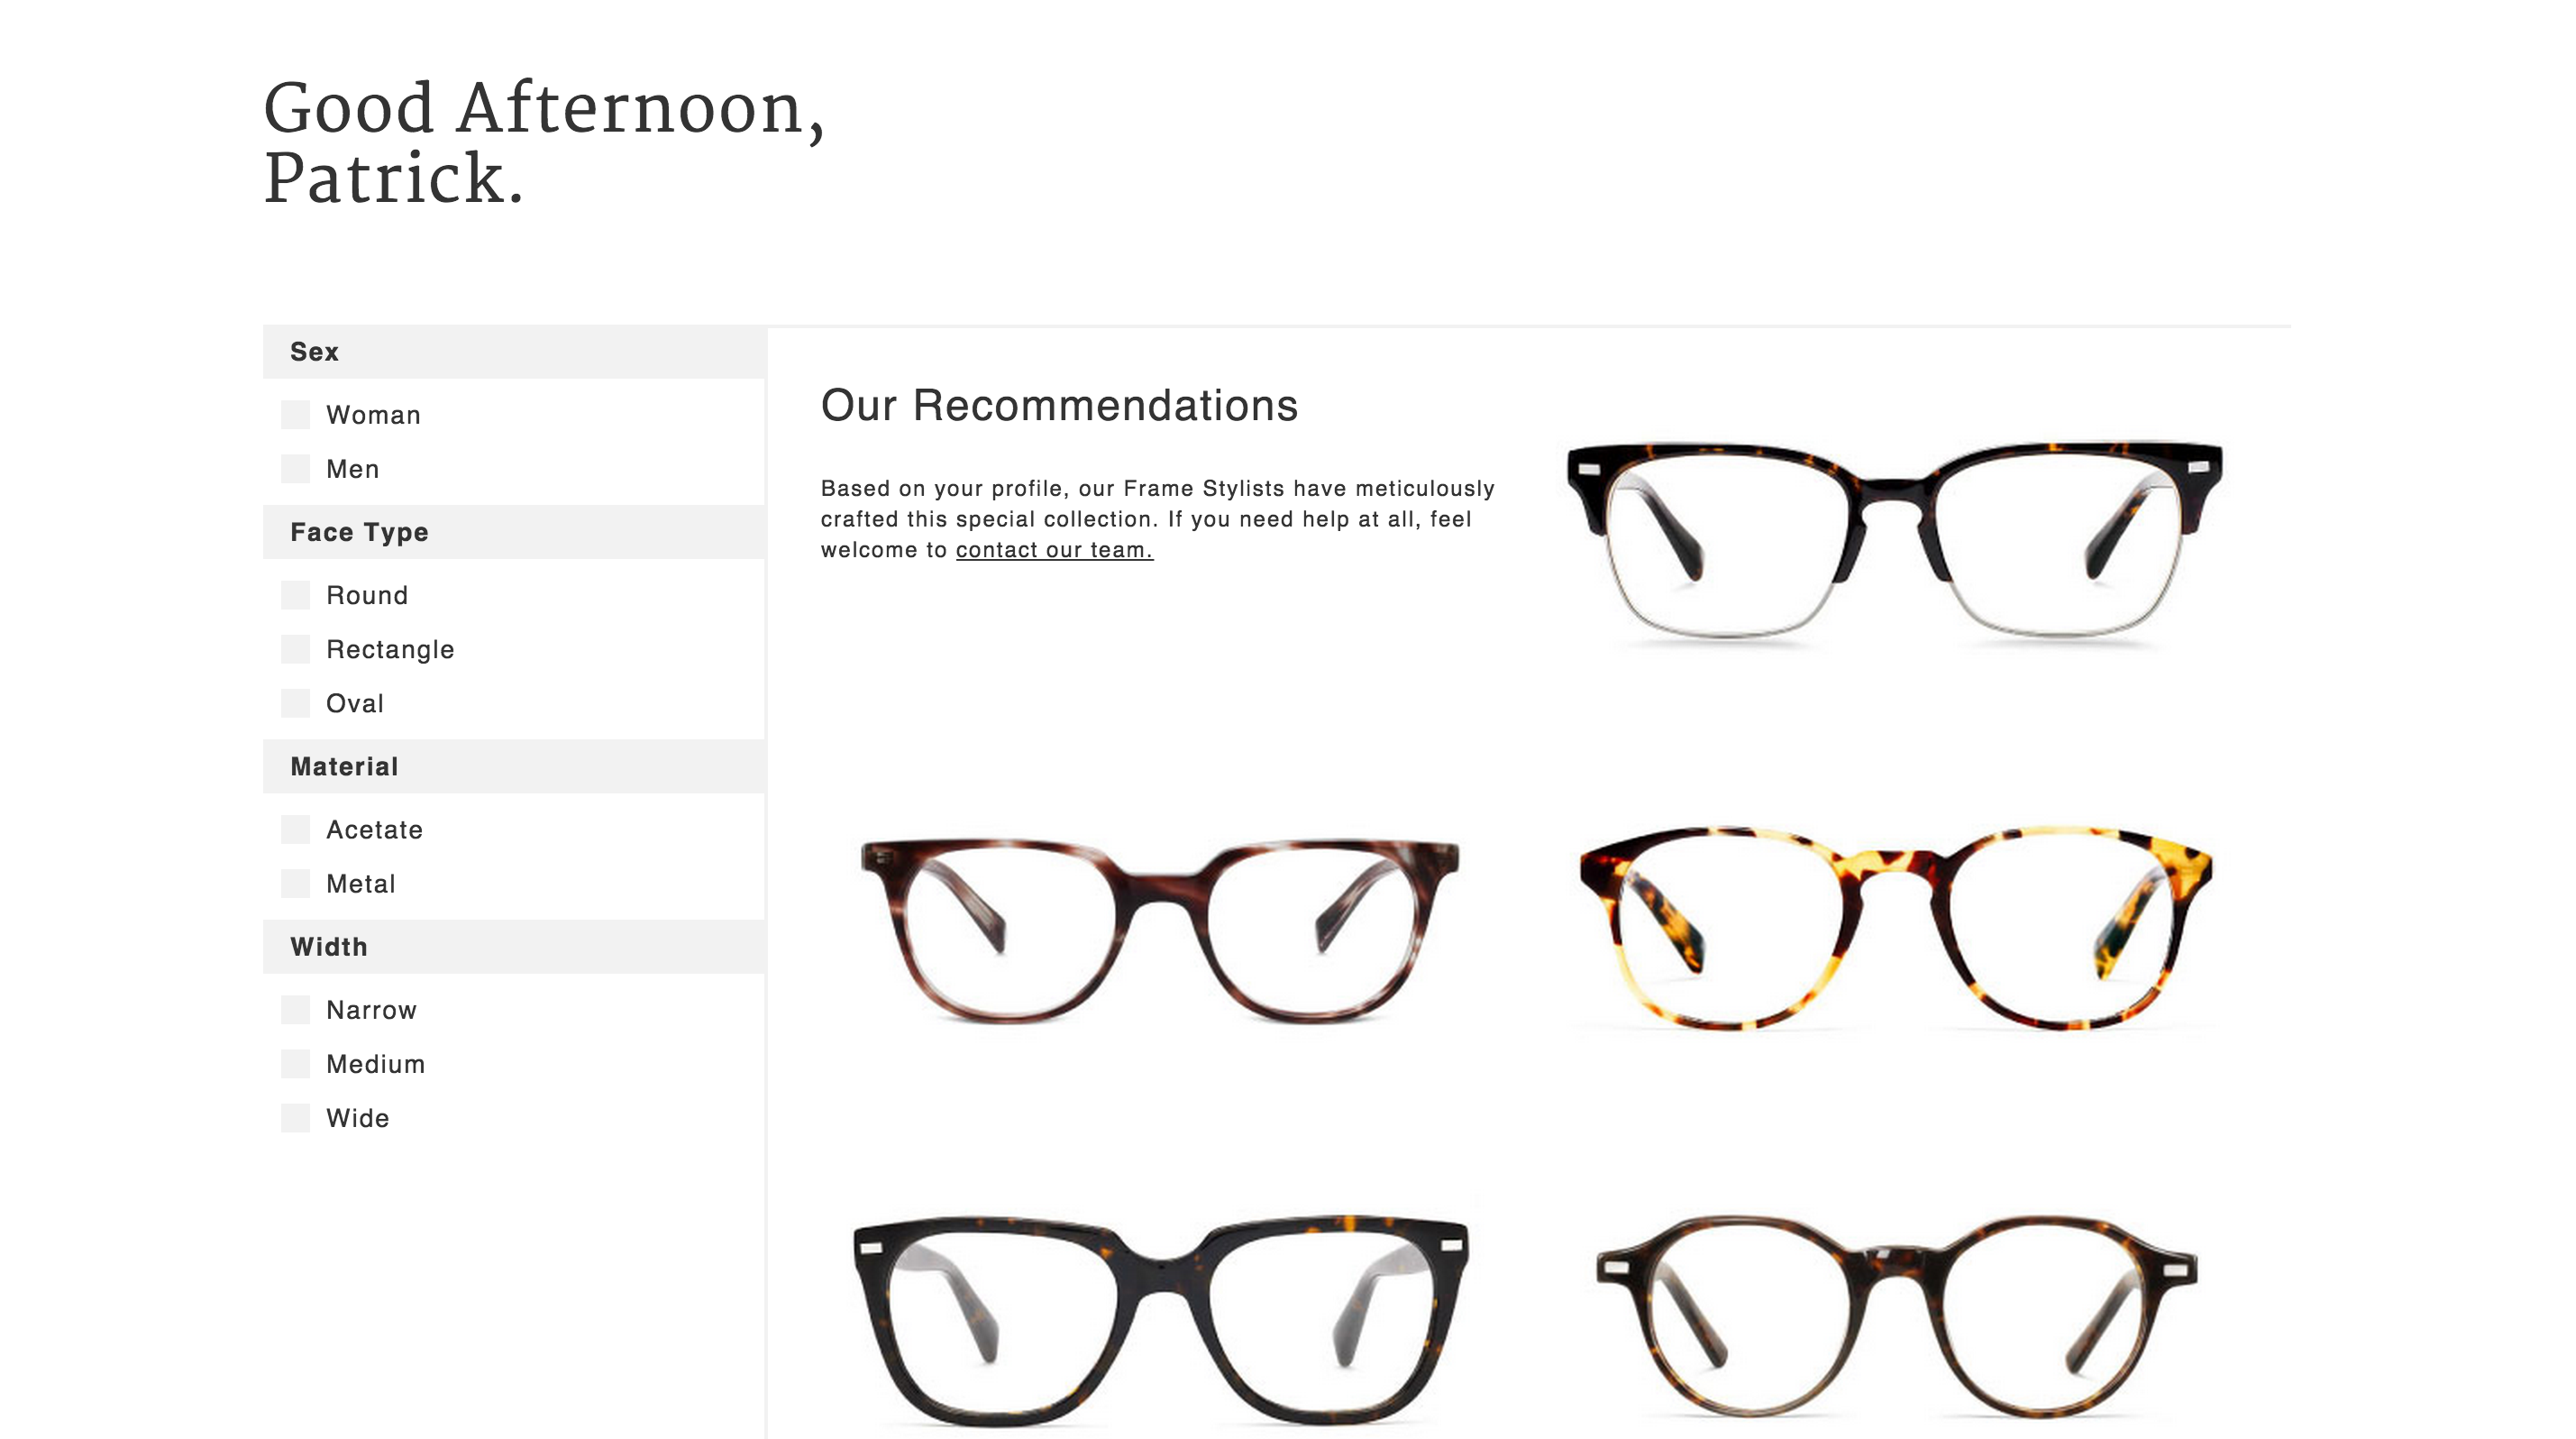 Good Afternoon,
Patrick.
Sex
Woman
Men
Face Type
Round
Rectangle
Oval
Material
Acetate
Metal
Width
Narrow
Medium
Wide
Our Recommendations
Based on your profile, our Frame Stylists have meticulously
crafted this special collection. If you need help at all, feel
welcome to contact our team.